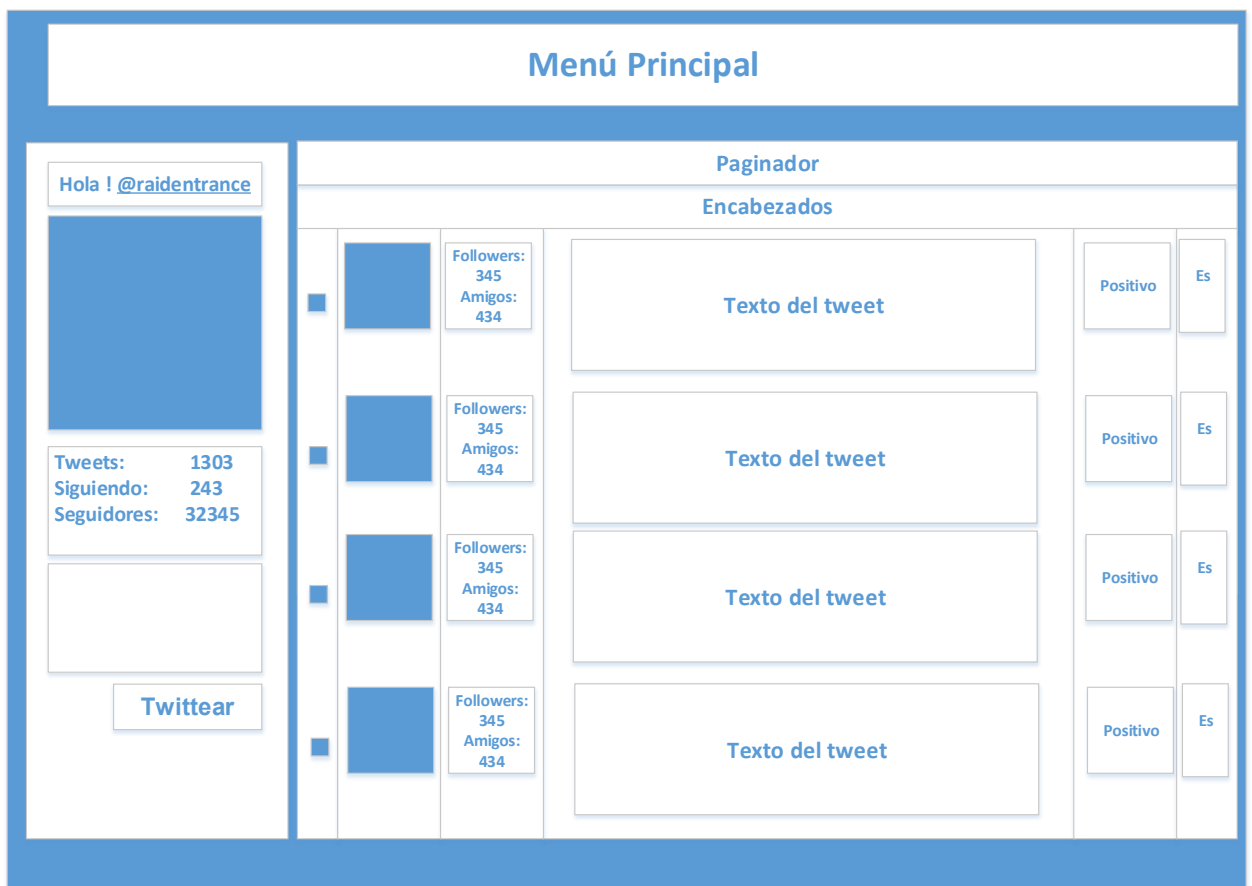 Menú Principal
Hola ! @raidentrance
Tweets: 1303
Siguiendo: 243
Seguidores: 32345
Twittear
Paginador
Encabezados
Followers:
345
Amigos:
434
Texto del tweet
Positivo
Es
Followers:
345
Amigos:
434
Texto del tweet
Positivo
Es
Followers:
345
Amigos:
434
Texto del tweet
Positivo
Es
Followers:
345
Amigos:
434
Texto del tweet
Positivo
Es